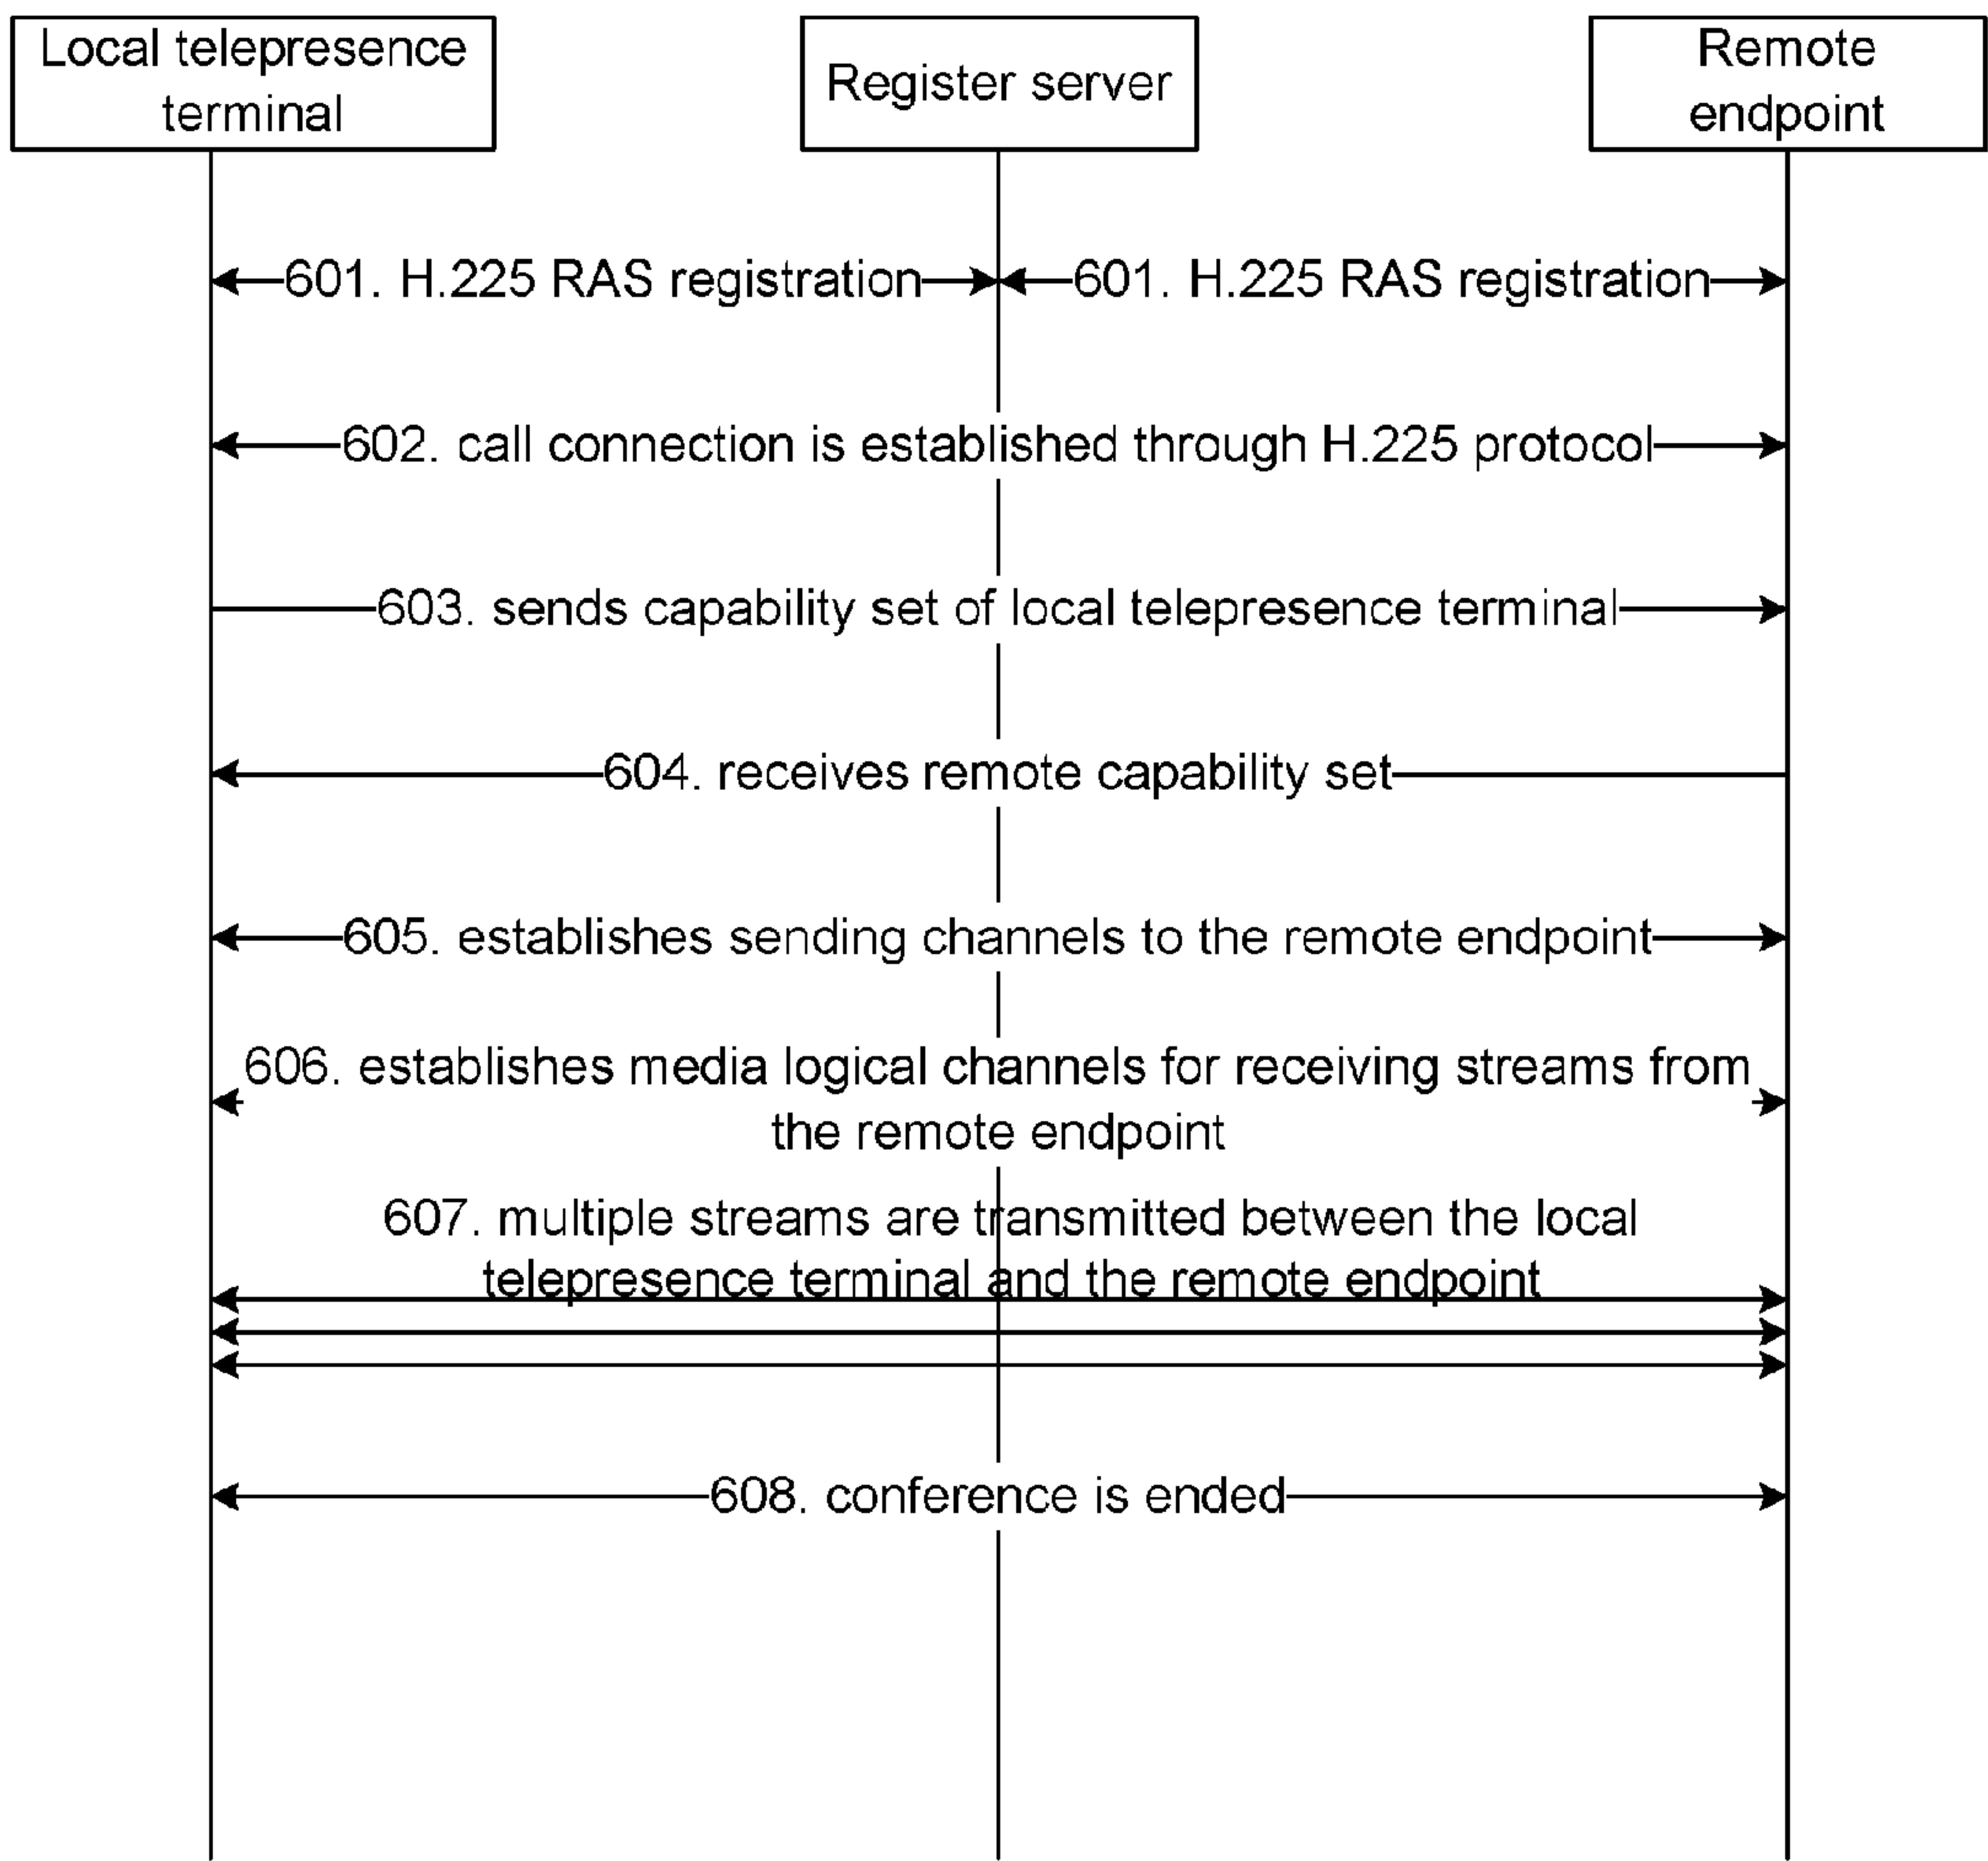 Local telepresence
terminal
Register server
Remote
endpoint
601. H.225 RAS registration
601. H.225 RAS registration
602. call connection is established through H.225 protocol
603. sends capability set of local telepresence terminal
604. receives remote capability set
605. establishes sending channels to the remote endpoint
606. establishes media logical channels for receiving streams from
the remote endpoint
607. multiple streams are transmitted between the local
telepresence terminal and the remote endpoint
608. conference is ended